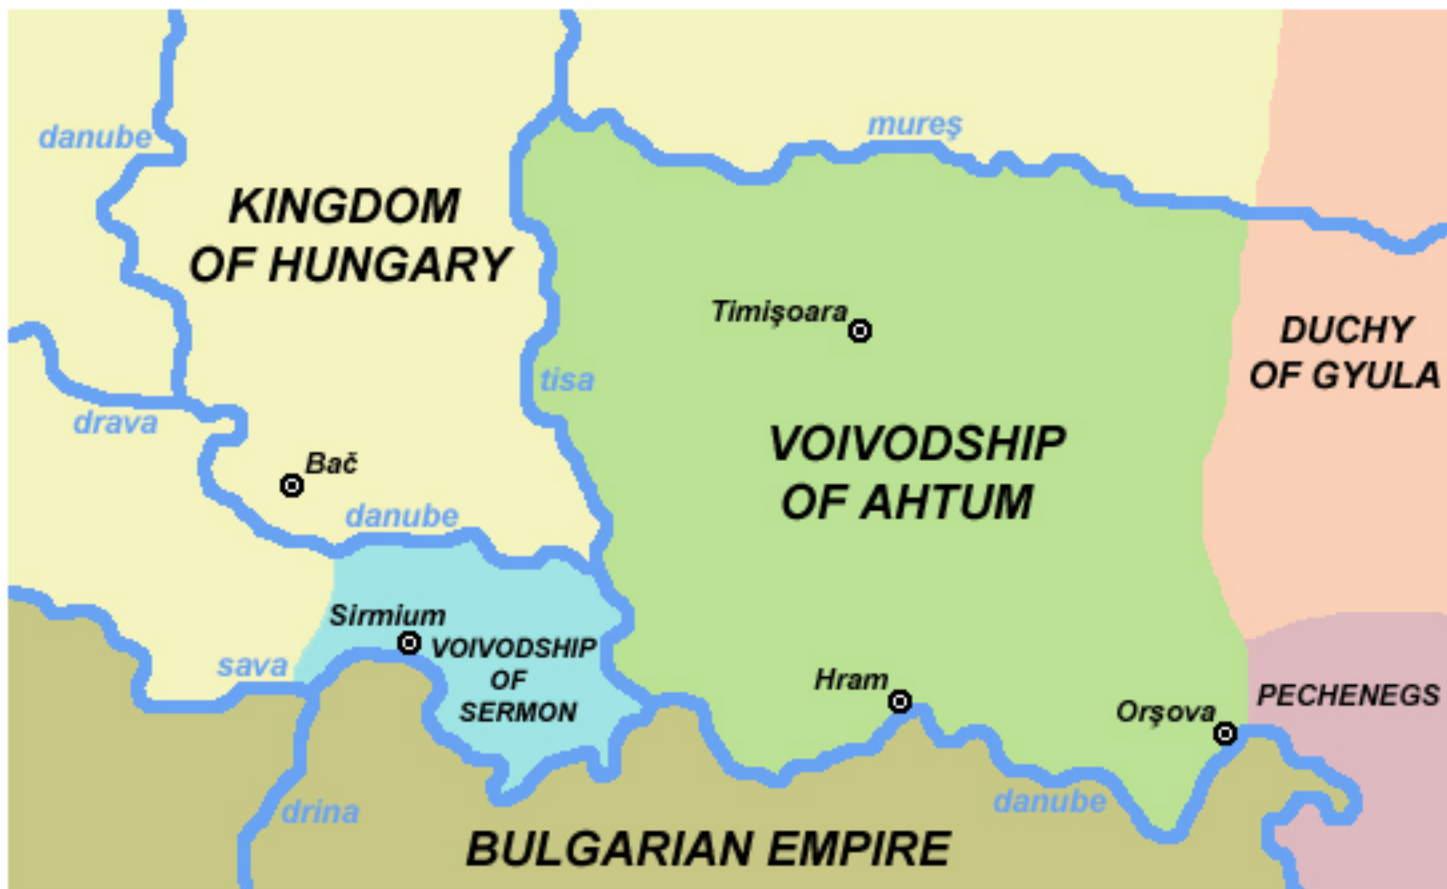 mureş
danube
KINGDOM
OF HUNGARY
Timişoara
DUCHY
OF GYULA
tisa
drava
VOIVODSHIP
OF AHTUM
Bač
danube
Sirmium
VOIVODSHIP
OF
SERMON
sava
Hram
PECHENEGS
Orşova
danube
drina
BULGARIAN EMPIRE